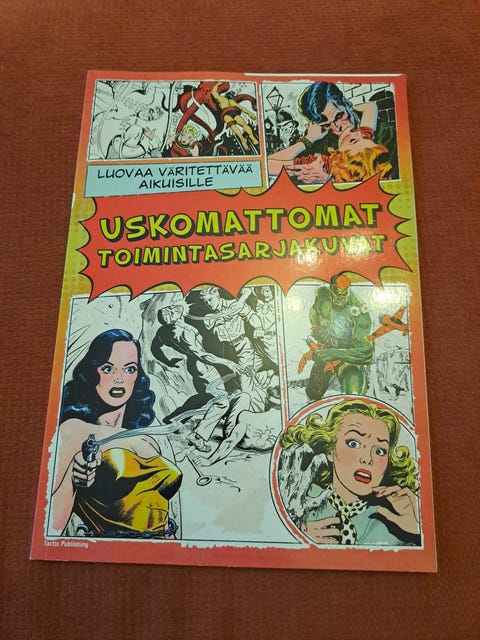 LUOVAA VÄRITETTÄVÄÄ
AIKUISILLE
USKOMATTOMAT
TOIMINTASARJAKUVAT
Tactic Publishing